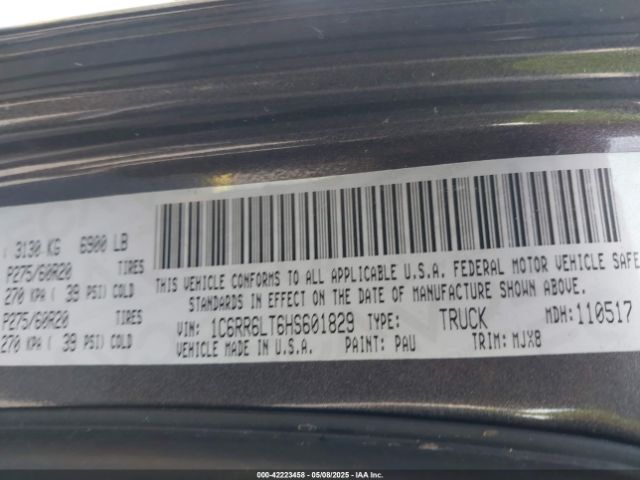 3130 KG 6900 LB
P275/60R20 TIRES
270 KPA ( 39 PSI) COLD
P275/60R20 TIRES
270 KPA ( 39 PSI) COLD
THIS VEHICLE CONFORMS TO ALL APPLICABLE U.S.A. FEDERAL MOTOR VEHICLE SAFE
STANDARDS IN EFFECT ON THE DATE OF MANUFACTURE SHOWN ABOVE.
VIN: 1C6RR6LT6HS601829 TYPE: TRUCK MDH: 110517
VEHICLE MADE IN U.S.A. PAINT: PAU TRIM: MJX8
000-42223458 - 05/08/2025 - IAA Inc.